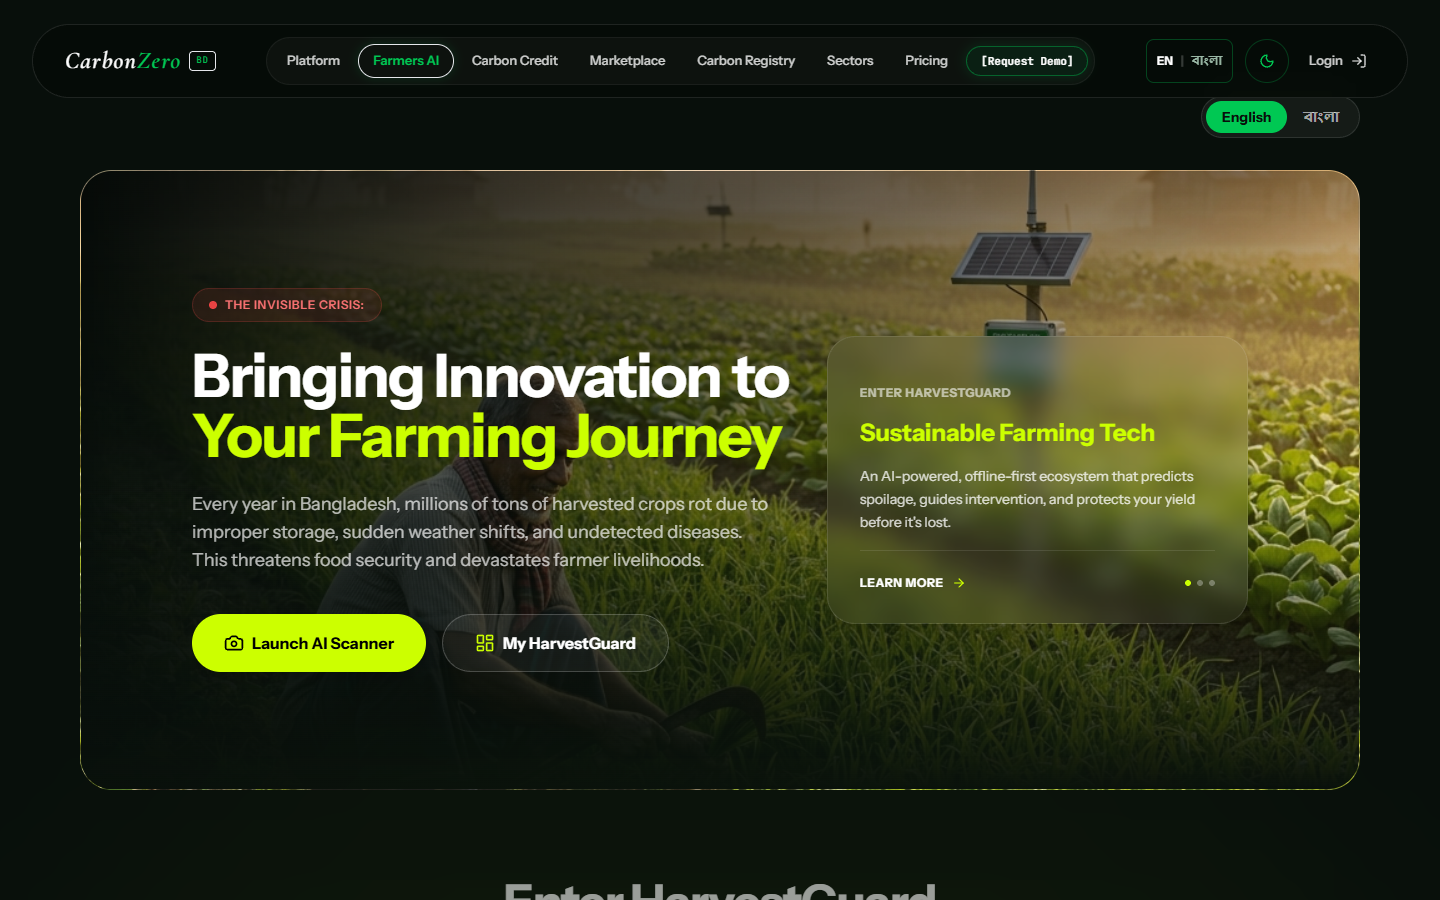 CarbonZero BD
Platform
Farmers AI
Carbon Credit
Marketplace
Carbon Registry
Sectors
Pricing
[Request Demo]
EN | বাংলা
Login
English
বাংলা
THE INVISIBLE CRISIS:
Bringing Innovation to
Your Farming Journey
Every year in Bangladesh, millions of tons of harvested crops rot due to
improper storage, sudden weather shifts, and undetected diseases.
This threatens food security and devastates farmer livelihoods.
Launch AI Scanner
My HarvestGuard
ENTER HARVESTGUARD
Sustainable Farming Tech
An AI-powered, offline-first ecosystem that predicts
spoilage, guides intervention, and protects your yield
before it's lost.
LEARN MORE
Enter HarvestGuard